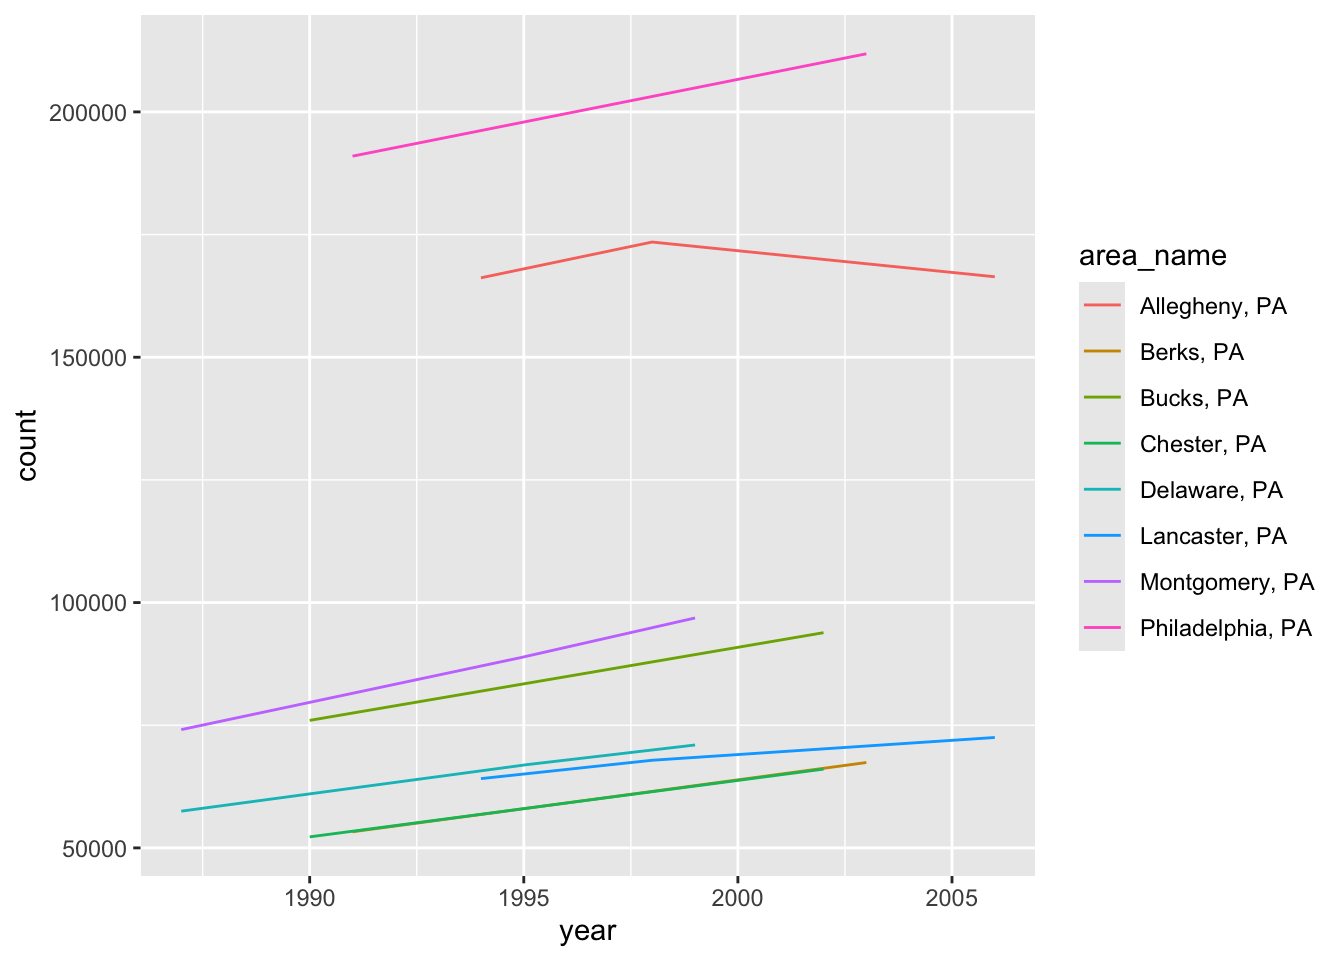 200000
150000
100000
50000
count
1990
1995
2000
2005
year
area_name
Allegheny, PA
Berks, PA
Bucks, PA
Chester, PA
Delaware, PA
Lancaster, PA
Montgomery, PA
Philadelphia, PA